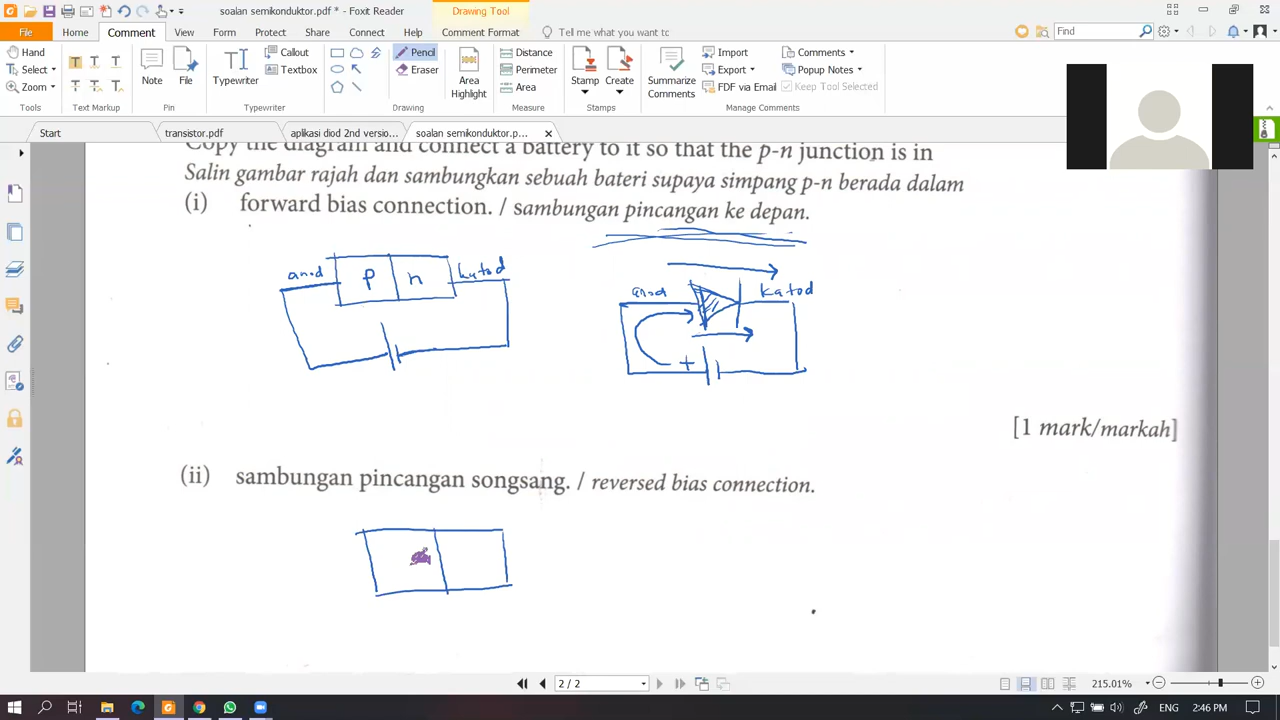 soalan semikonduktor.pdf * - Foxit Reader
Drawing Tool
File Home Comment View Form Protect Share Connect Help Comment Format Tell me what you want to Find
Hand
Select
Zoom
Tools
Text Markup
Note
File
Pin
Typewriter
Callout
Textbox
Typewriter
Pencil
Eraser
Drawing
Area Highlight
Distance
Perimeter
Area
Measure
Stamp
Create
Stamps
Summarize Comments
Import
Export
FDF via Email
Comments
Popup Notes
Keep Tool Selected
Manage Comments
Start transistor.pdf aplikasi diod 2nd versio... soalan semikonduktor.p...
Copy the diagram and connect a battery to it so that the p-n junction is in
Salin gambar rajah dan sambungkan sebuah bateri supaya simpang p-n berada dalam
(i) forward bias connection. / sambungan pincangan ke depan.
anod p n katod
anod katod
+
[1 mark/markah]
(ii) sambungan pincangan songsang. / reversed bias connection.
2 / 2
215.01%
ENG 2:46 PM